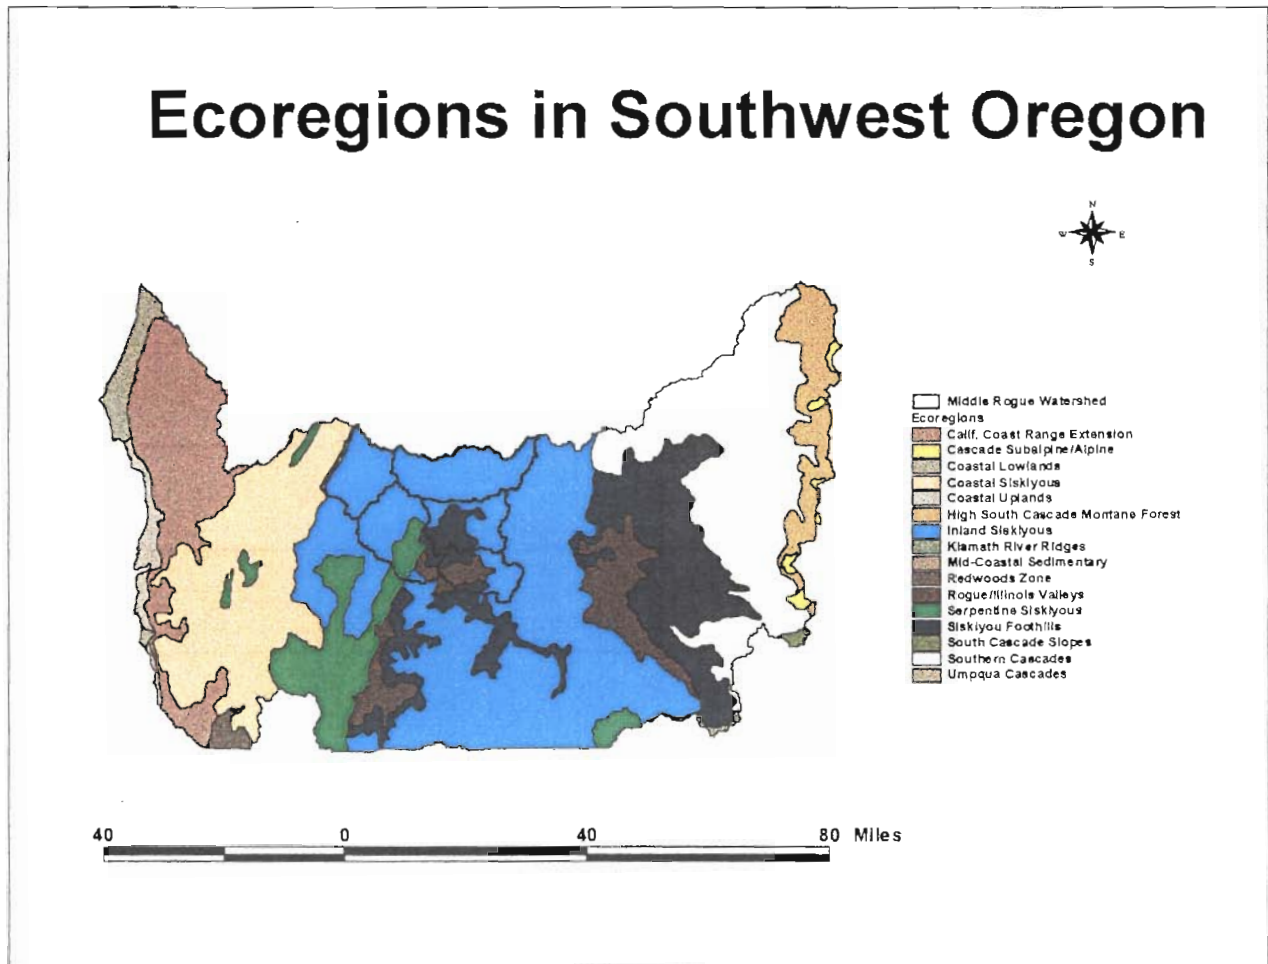 Ecoregions in Southwest Oregon
N
W E
S
Middle Rogue Watershed
Ecoregions
Calif. Coast Range Extension
Cascade Subalpine/Alpine
Coastal Lowlands
Coastal Siskiyous
Coastal Uplands
High South Cascade Montane Forest
Inland Siskiyous
Klamath River Ridges
Mid-Coastal Sedimentary
Redwoods Zone
Rogue/Illinois Valleys
Serpentine Siskiyous
Siskiyou Foothills
South Cascade Slopes
Southern Cascades
Umpqua Cascades
40 0 40 80 Miles